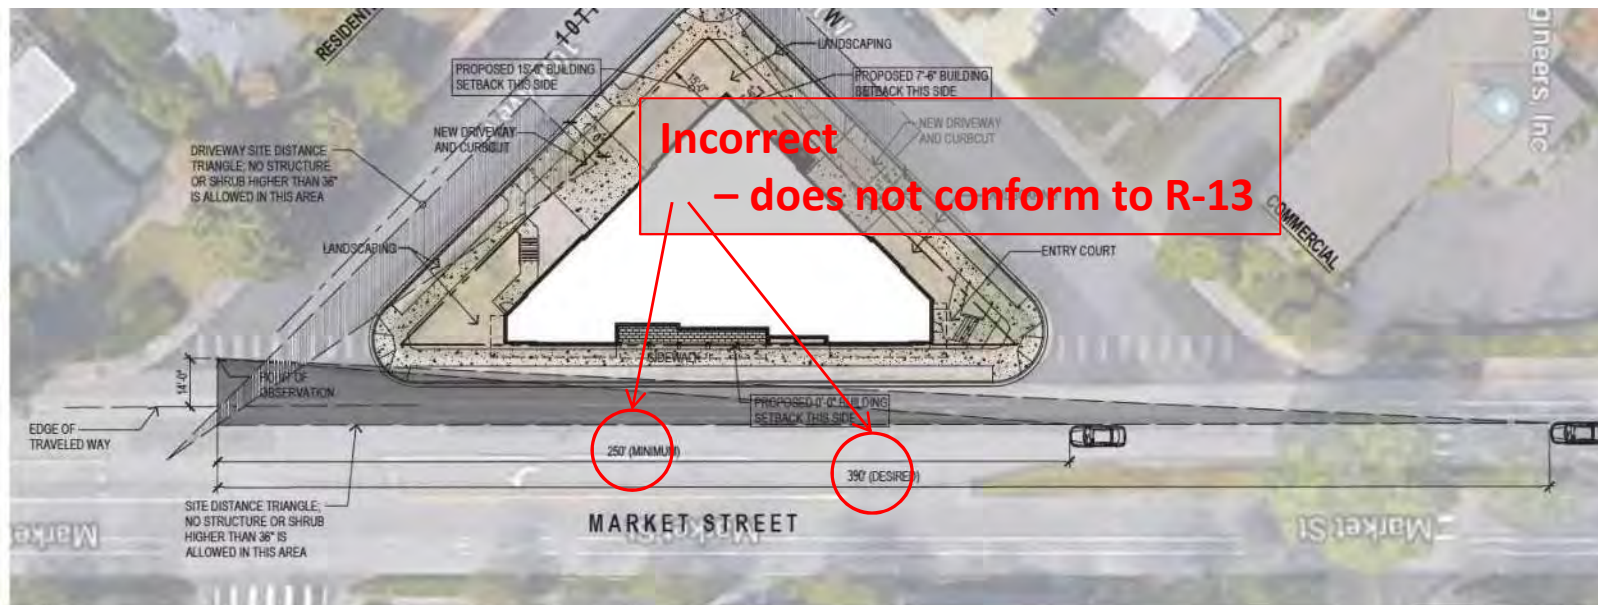 RESIDENT
10-T
W
LANDSCAPING
gineers, Inc
PROPOSED 15'-0" BUILDING
SETBACK THIS SIDE
PROPOSED 7'-6" BUILDING
SETBACK THIS SIDE
Incorrect
– does not conform to R-13
NEW DRIVEWAY
AND CURBCUT
NEW DRIVEWAY
AND CURBCUT
DRIVEWAY SITE DISTANCE
TRIANGLE; NO STRUCTURE
OR SHRUB HIGHER THAN 36"
IS ALLOWED IN THIS AREA
COMMERCIAL
LANDSCAPING
ENTRY COURT
SIDEWALK
14'-0"
POINT OF
OBSERVATION
PROPOSED 0'-0" BUILDING
SETBACK THIS SIDE
EDGE OF
TRAVELED WAY
250' (MINIMUM)
390' (DESIRED)
SITE DISTANCE TRIANGLE;
NO STRUCTURE OR SHRUB
HIGHER THAN 36" IS
ALLOWED IN THIS AREA
MARKET STREET
Market
Market St
Market St